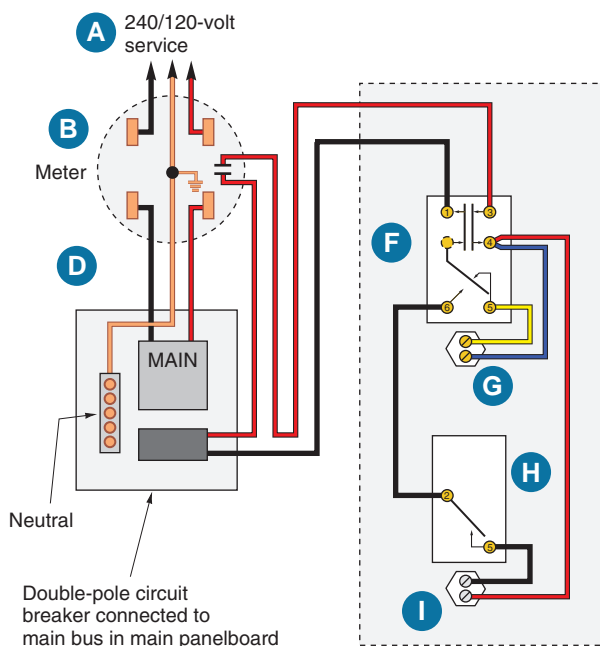 A
240/120-volt
service
B
Meter
D
MAIN
Neutral
Double-pole circuit
breaker connected to
main bus in main panelboard
F
1
3
4
6
5
G
H
2
5
I